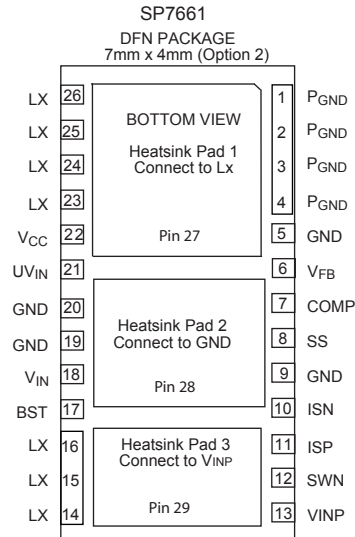 SP7661
DFN PACKAGE
7mm x 4mm (Option 2)
BOTTOM VIEW
Heatsink Pad 1
Connect to Lx
Pin 27
Heatsink Pad 2
Connect to GND
Pin 28
Heatsink Pad 3
Connect to VINP
Pin 29
LX 26
LX 25
LX 24
LX 23
VCC 22
UVIN 21
GND 20
GND 19
VIN 18
BST 17
LX 16
LX 15
LX 14
1 PGND
2 PGND
3 PGND
4 PGND
5 GND
6 VFB
7 COMP
8 SS
9 GND
10 ISN
11 ISP
12 SWN
13 VINP